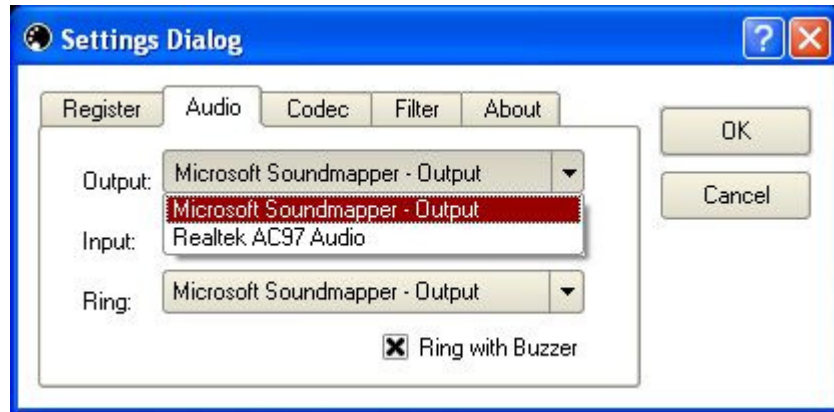 Settings Dialog
Register Audio Codec Filter About
OK
Output: Microsoft Soundmapper - Output
Microsoft Soundmapper - Output
Cancel
Input: Realtek AC97 Audio
Ring: Microsoft Soundmapper - Output
Ring with Buzzer